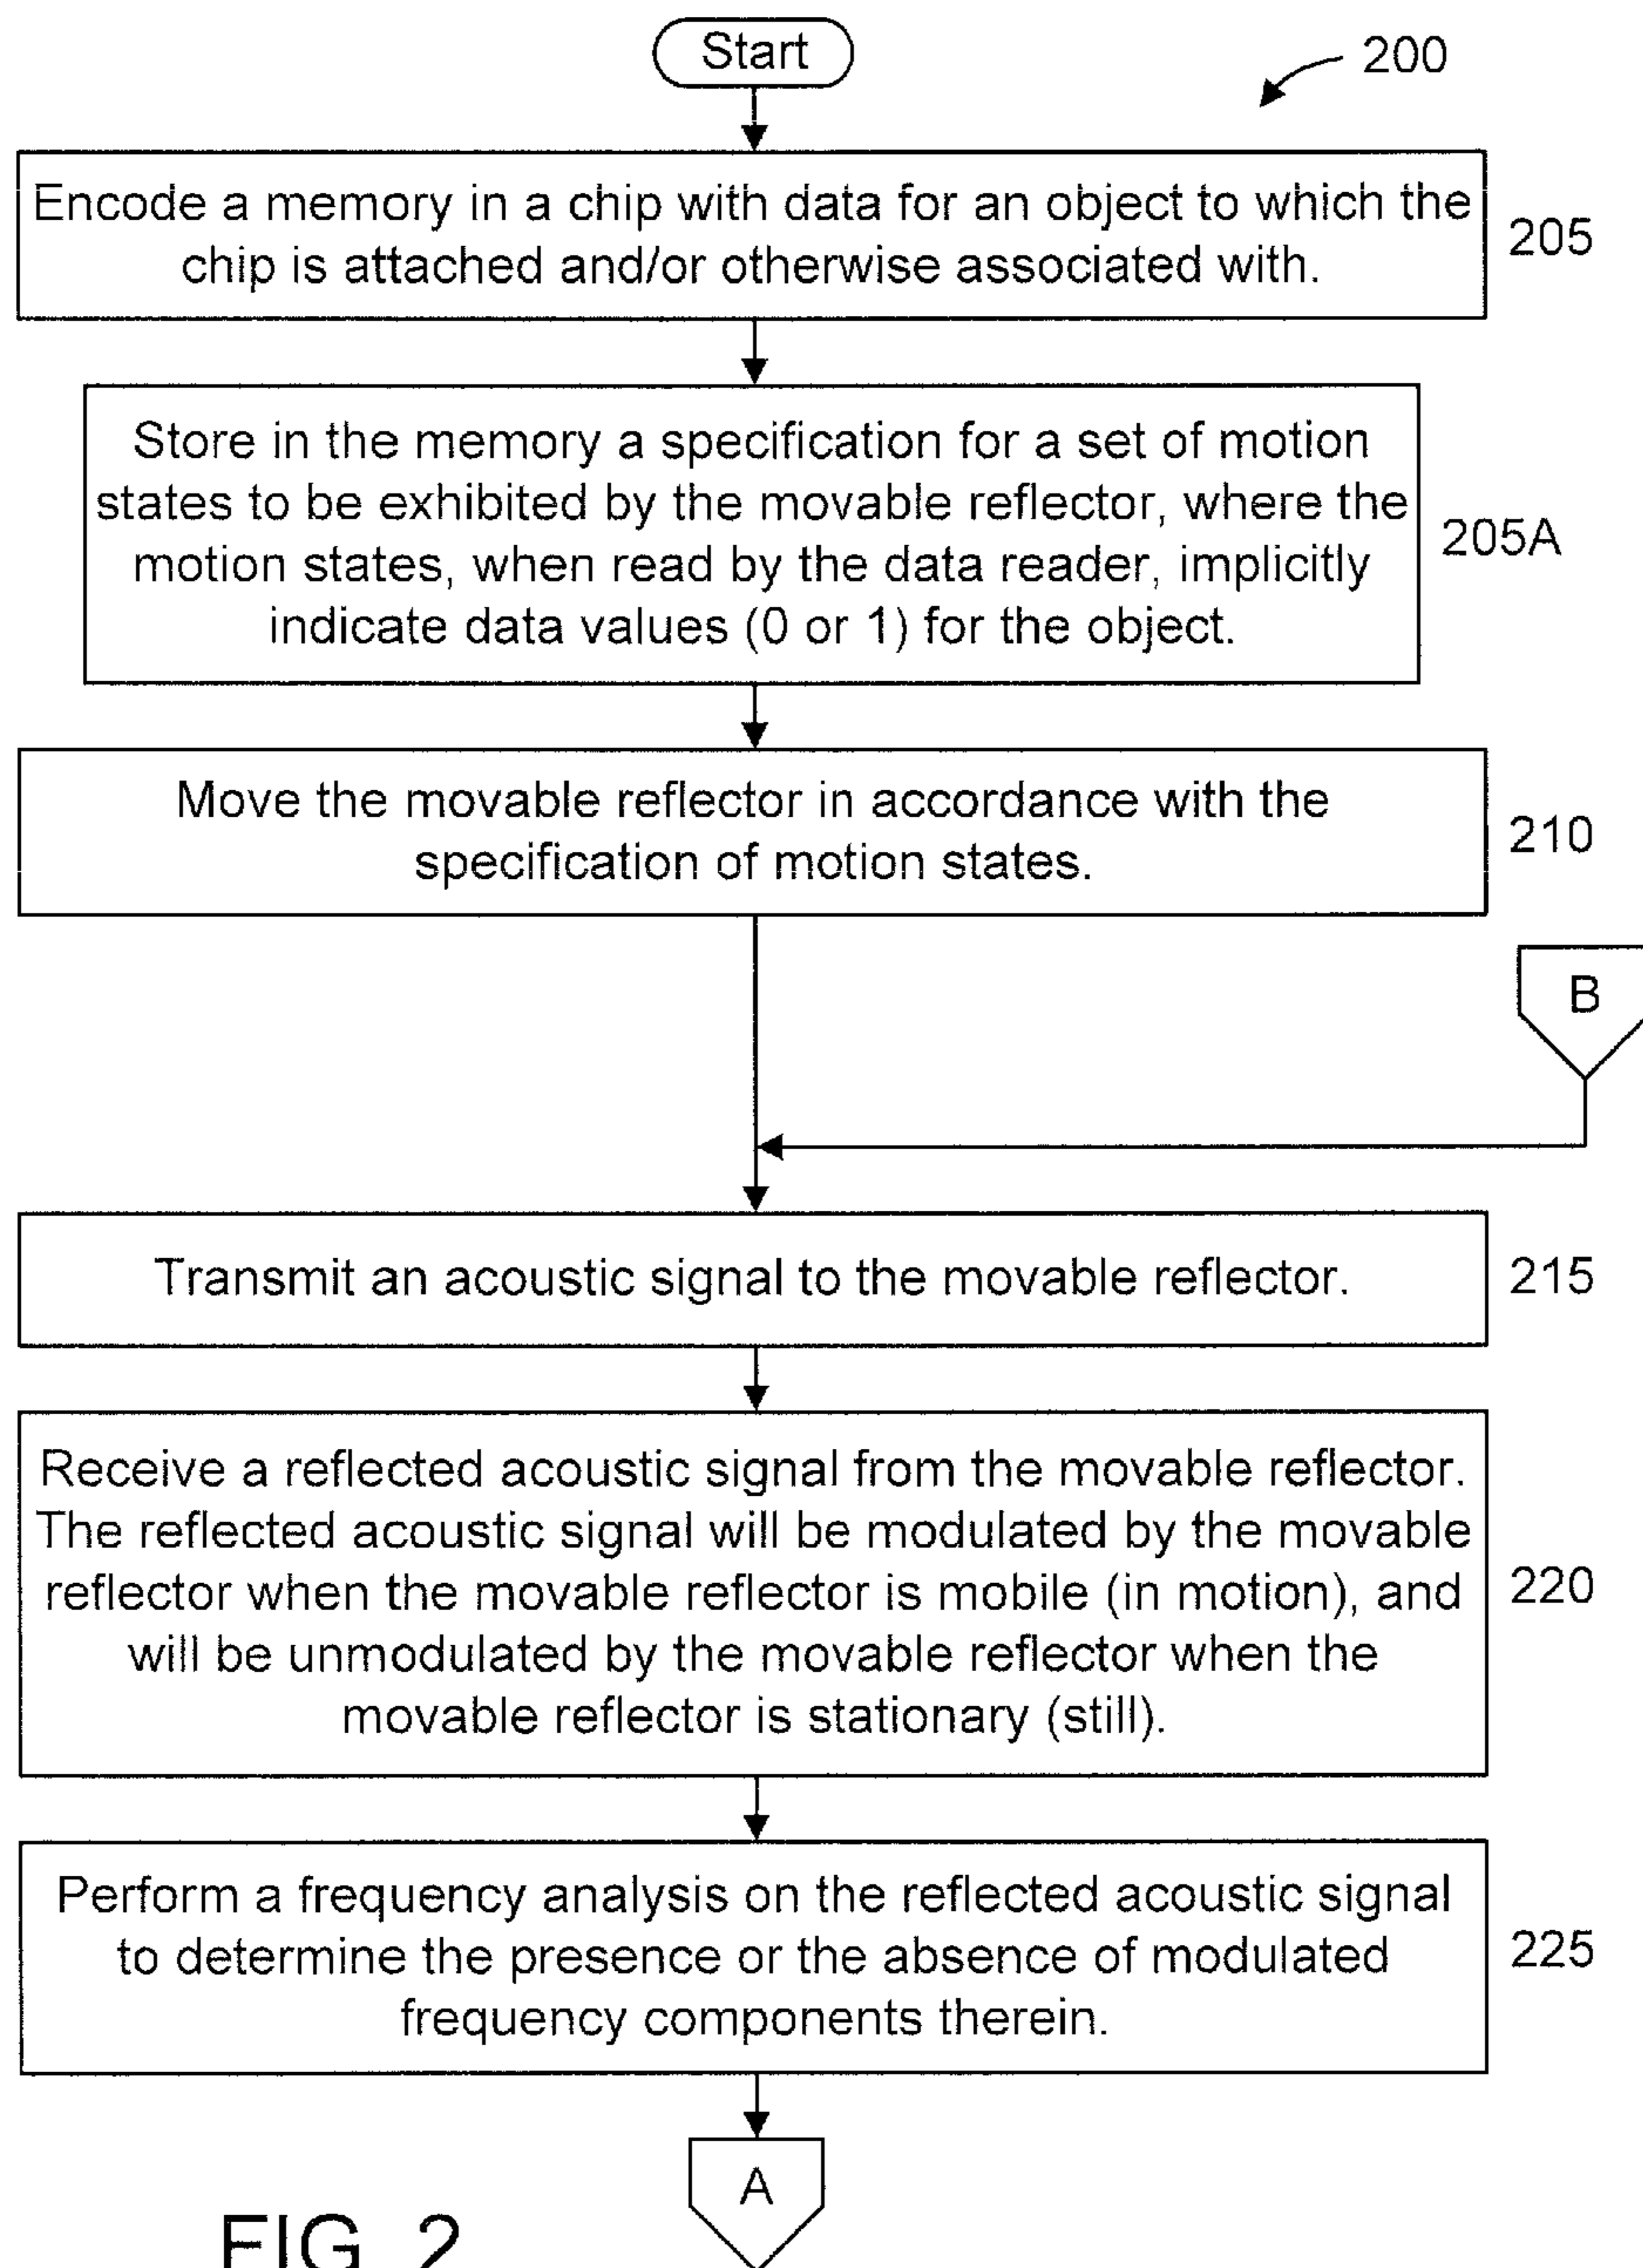 Start
200
Encode a memory in a chip with data for an object to which the
chip is attached and/or otherwise associated with.
205
Store in the memory a specification for a set of motion
states to be exhibited by the movable reflector, where the
motion states, when read by the data reader, implicitly
indicate data values (0 or 1) for the object.
205A
Move the movable reflector in accordance with the
specification of motion states.
210
B
Transmit an acoustic signal to the movable reflector.
215
Receive a reflected acoustic signal from the movable reflector.
The reflected acoustic signal will be modulated by the movable
reflector when the movable reflector is mobile (in motion), and
will be unmodulated by the movable reflector when the
movable reflector is stationary (still).
220
Perform a frequency analysis on the reflected acoustic signal
to determine the presence or the absence of modulated
frequency components therein.
225
A
FIG. 2